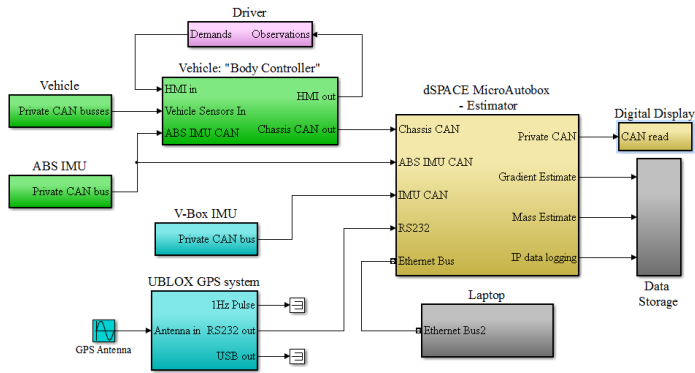 Driver
Demands Observations
Vehicle: "Body Controller"
HMI in
HMI out
Vehicle Sensors In
ABS IMU CAN
Chassis CAN out
Vehicle
Private CAN busses
ABS IMU
Private CAN bus
V-Box IMU
Private CAN bus
UBLOX GPS system
1Hz Pulse
Antenna in RS232 out
USB out
GPS Antenna
dSPACE MicroAutobox
- Estimator
Chassis CAN
Private CAN
ABS IMU CAN
Gradient Estimate
IMU CAN
Mass Estimate
RS232
Ethernet Bus
IP data logging
Digital Display
CAN read
Data
Storage
Laptop
Ethernet Bus2